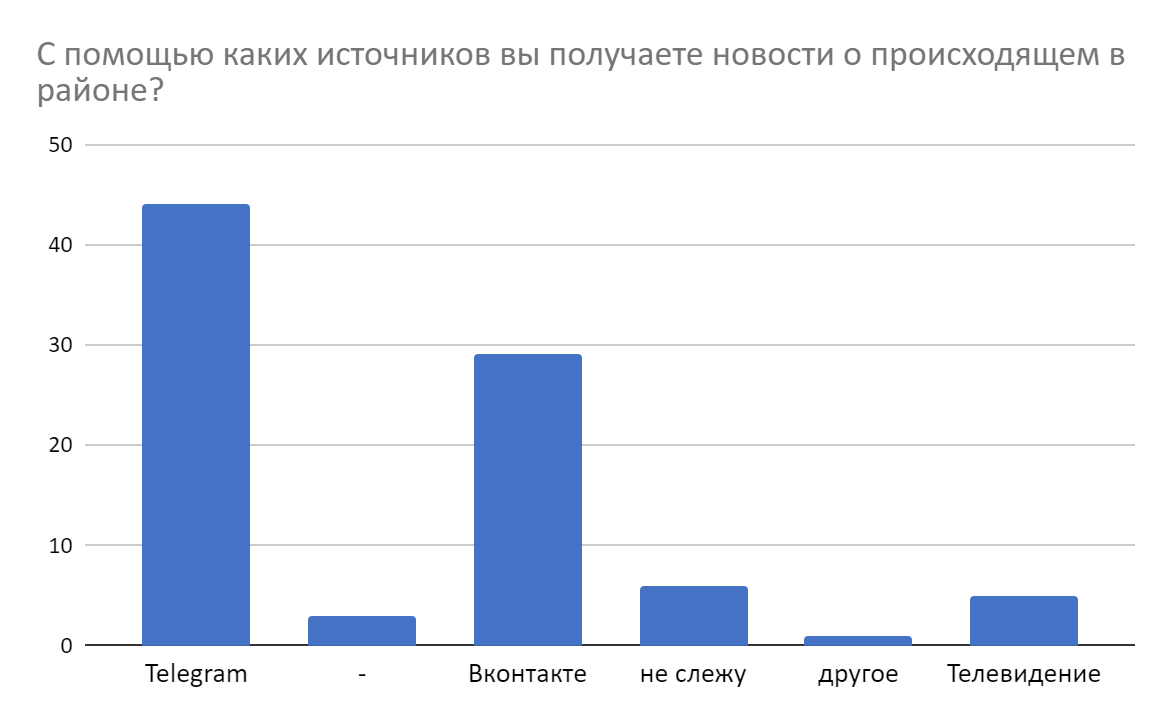 С помощью каких источников вы получаете новости о происходящем в
районе?
50
40
30
20
10
0
Telegram
-
Вконтакте
не слежу
другое
Телевидение